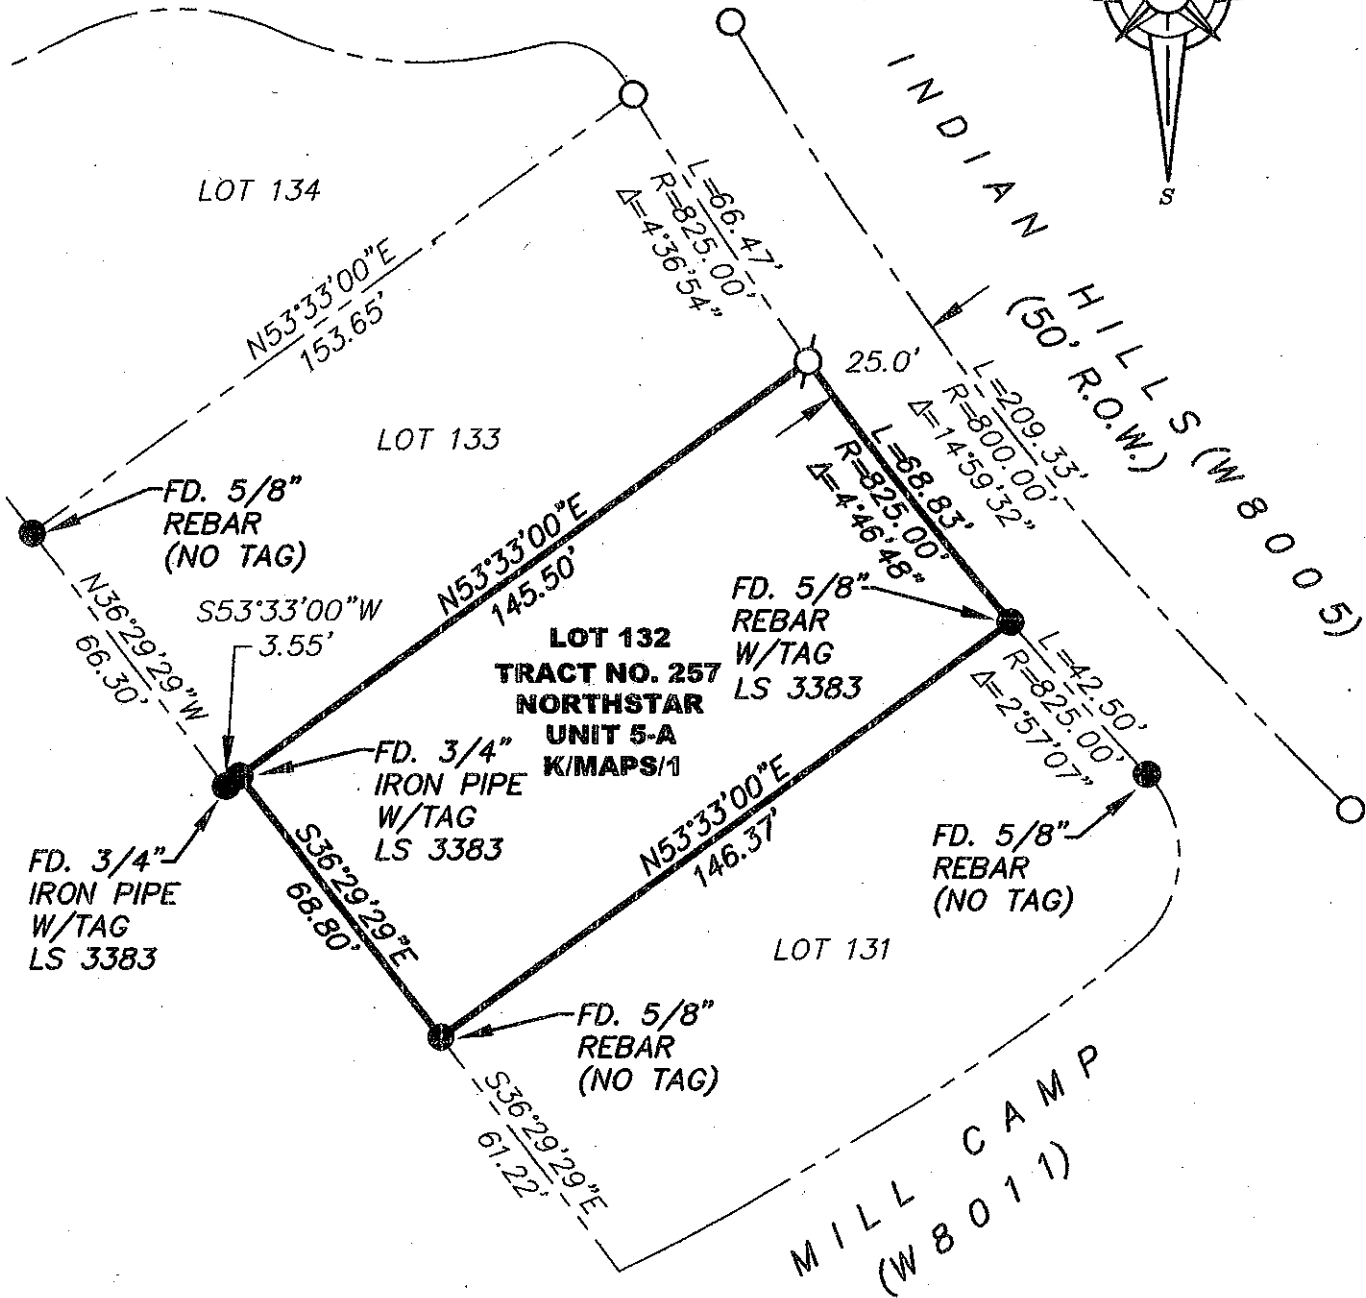 S
INDIAN HILLS (W8005)
(50' R.O.W.)
LOT 134
L=66.47'
R=825.00'
Δ=4°36'54"
N53°33'00"E
153.65'
25.0'
L=209.33'
R=800.00'
Δ=14°59'32"
LOT 133
L=68.83'
R=825.00'
Δ=4°46'48"
FD. 5/8"
REBAR
(NO TAG)
N53°33'00"E
145.50'
N36°29'29"W
66.30'
S53°33'00"W
3.55'
FD. 5/8"
REBAR
W/TAG
LS 3383
LOT 132
TRACT NO. 257
NORTHSTAR
UNIT 5-A
K/MAPS/1
L=42.50'
R=825.00'
Δ=2°57'07"
FD. 3/4"
IRON PIPE
W/TAG
LS 3383
N53°33'00"E
146.37'
FD. 3/4"
IRON PIPE
W/TAG
LS 3383
S36°29'29"E
68.80'
FD. 5/8"
REBAR
(NO TAG)
LOT 131
FD. 5/8"
REBAR
(NO TAG)
S36°29'29"E
61.22'
MILL CAMP
(W8011)